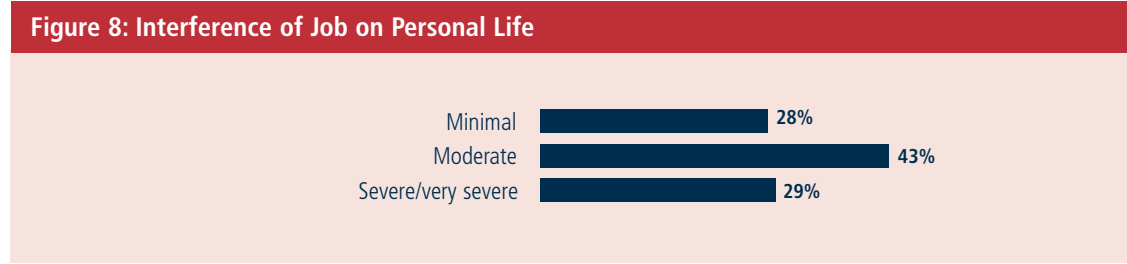 Figure 8: Interference of Job on Personal Life
Minimal 28%
Moderate 43%
Severe/very severe 29%